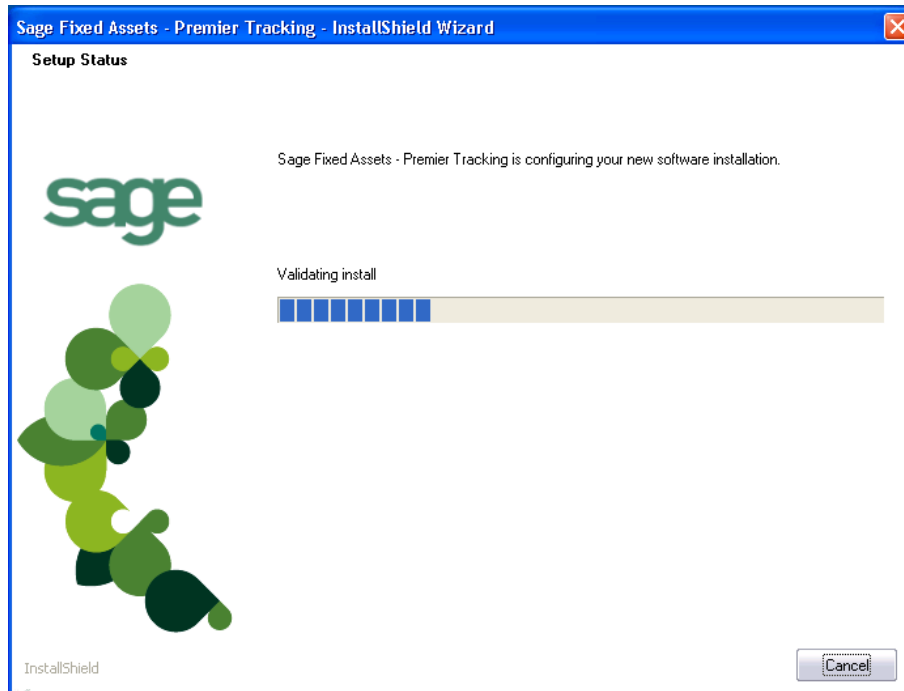 Sage Fixed Assets - Premier Tracking - InstallShield Wizard
Setup Status
Sage Fixed Assets - Premier Tracking is configuring your new software installation.
sage
Validating install
InstallShield
Cancel